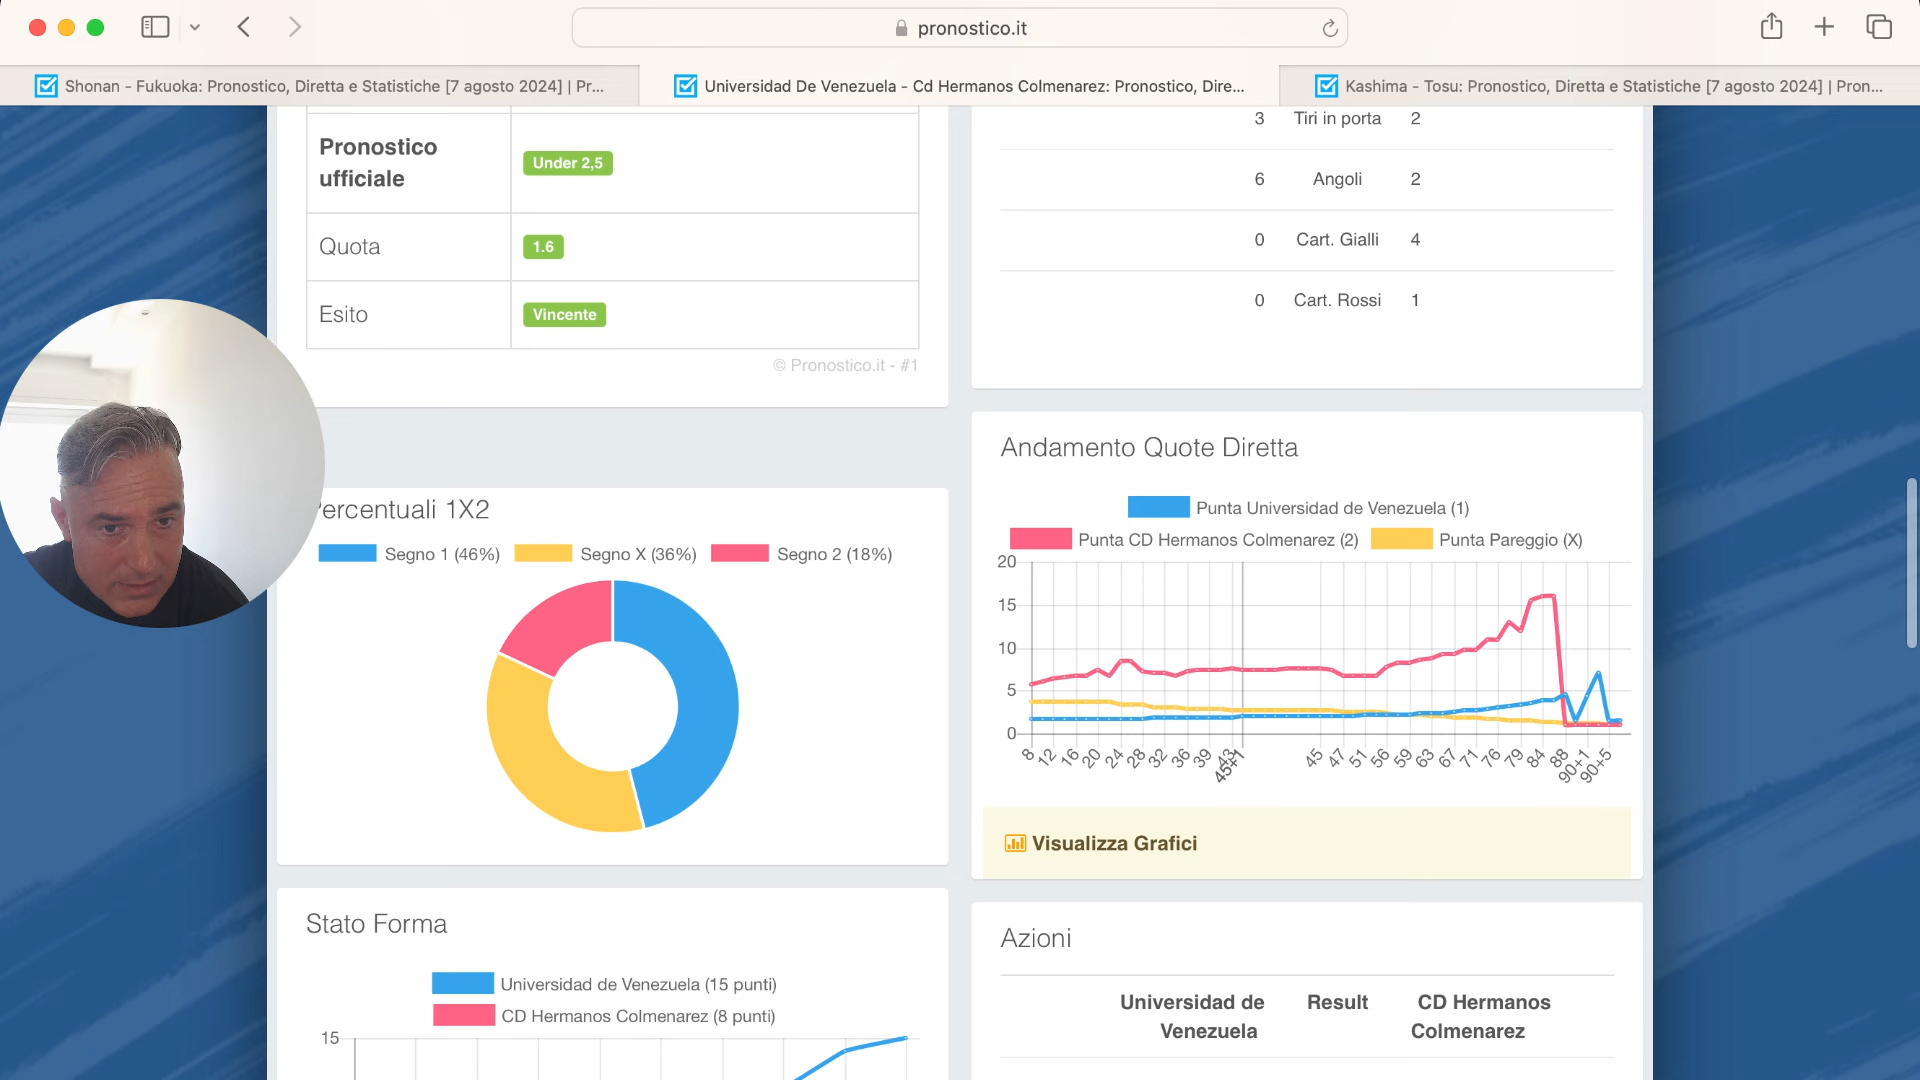 pronostico.it
Shonan - Fukuoka: Pronostico, Diretta e Statistiche [7 agosto 2024] | Pr...
Universidad De Venezuela - Cd Hermanos Colmenarez: Pronostico, Dire...
Kashima - Tosu: Pronostico, Diretta e Statistiche [7 agosto 2024] | Pron...
Pronostico
ufficiale
Under 2,5
Quota
1.6
Esito
Vincente
© Pronostico.it - #1
3 Tiri in porta 2
6 Angoli 2
0 Cart. Gialli 4
0 Cart. Rossi 1
Percentuali 1X2
Segno 1 (46%) Segno X (36%) Segno 2 (18%)
Andamento Quote Diretta
Punta Universidad de Venezuela (1)
Punta CD Hermanos Colmenarez (2) Punta Pareggio (X)
20
15
10
5
0
8 12 16 20 24 28 32 36 39 43 45+1 45 47 51 56 59 63 67 71 76 79 84 88 90+1 90+5
Visualizza Grafici
Stato Forma
Universidad de Venezuela (15 punti)
CD Hermanos Colmenarez (8 punti)
15
Azioni
Universidad de Result CD Hermanos
Venezuela Colmenarez